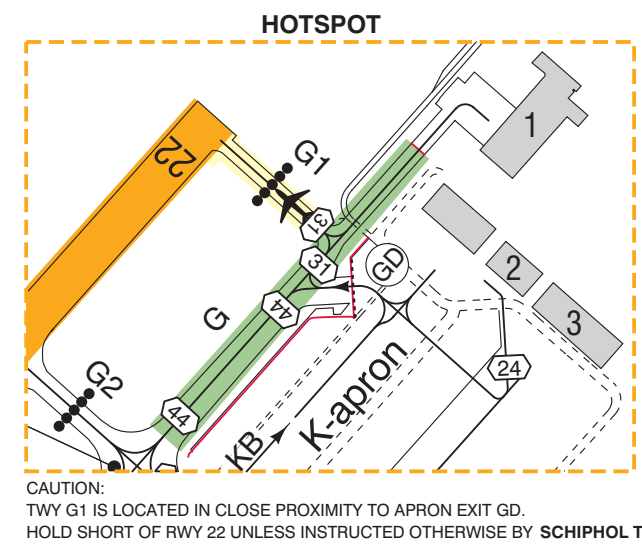 HOTSPOT
22
G1
1
31
31
GD
2
44
G
3
G2
24
K-apron
44
KB
CAUTION:
TWY G1 IS LOCATED IN CLOSE PROXIMITY TO APRON EXIT GD.
HOLD SHORT OF RWY 22 UNLESS INSTRUCTED OTHERWISE BY SCHIPHOL T